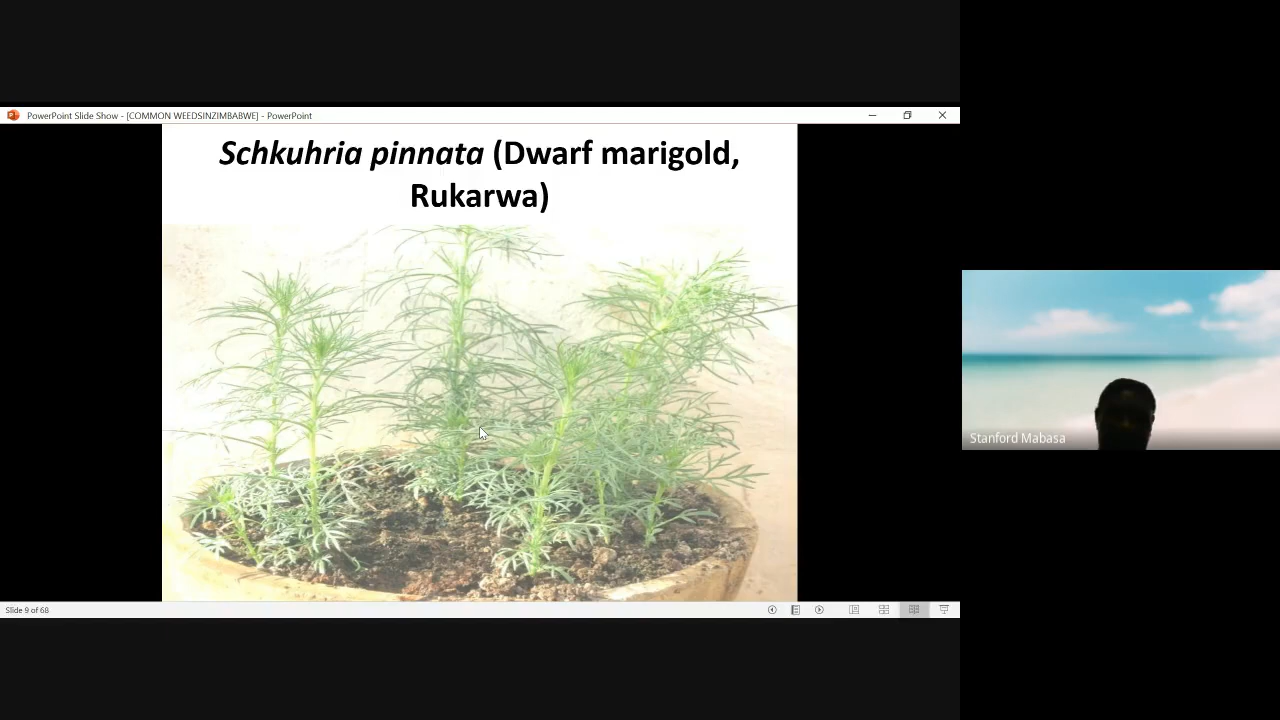 PowerPoint Slide Show - [COMMON WEEDSINZIMBABWE] - PowerPoint
Schkuhria pinnata (Dwarf marigold,
Rukarwa)
Stanford Mabasa
Slide 9 of 68